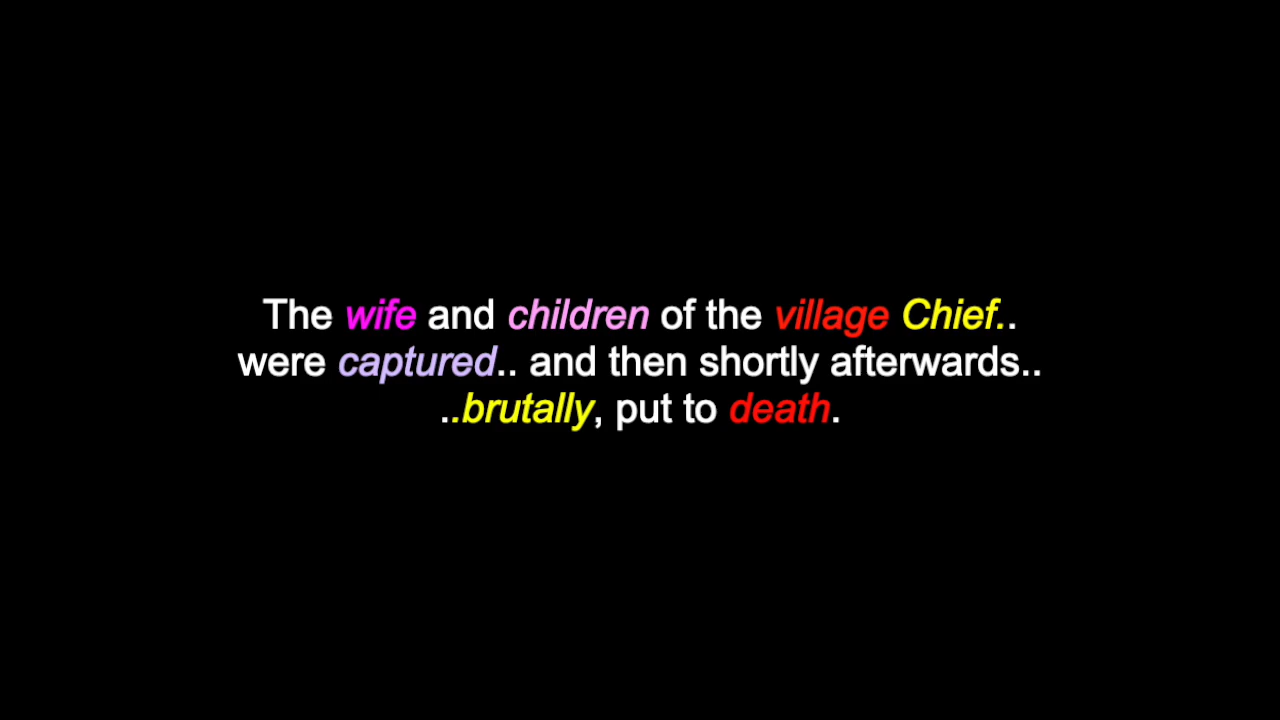 The wife and children of the village Chief..
were captured.. and then shortly afterwards..
..brutally, put to death.